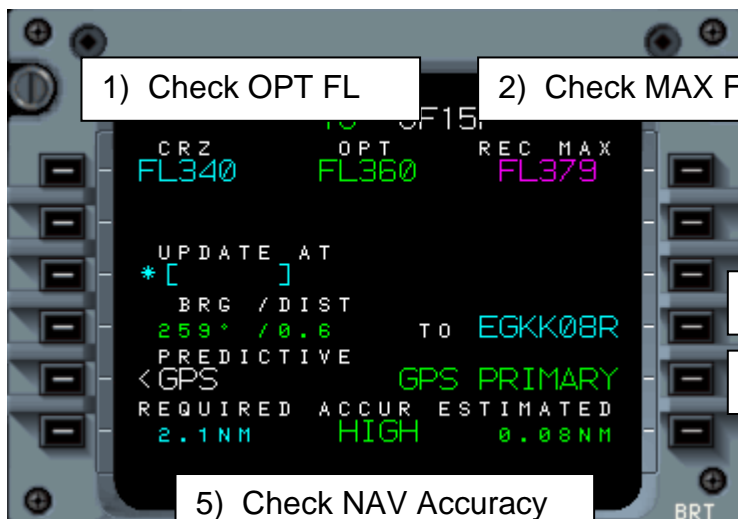 1) Check OPT FL
2) Check MAX F
CRZ OPT REC MAX
FL340 FL360 FL379
UPDATE AT
*[ ]
BRG /DIST
259° /0.6 TO EGKK08R
PREDICTIVE
<GPS GPS PRIMARY
REQUIRED ACCUR ESTIMATED
2.1NM HIGH 0.08NM
5) Check NAV Accuracy
BRT